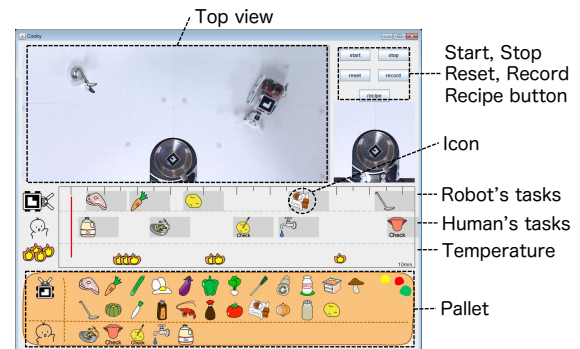 Top view
Cooky
start
stop
reset
record
recipe
Start, Stop
Reset, Record
Recipe button
Icon
Robot's tasks
Human's tasks
Check
Check
Temperature
10min.
Pallet
Check
Check